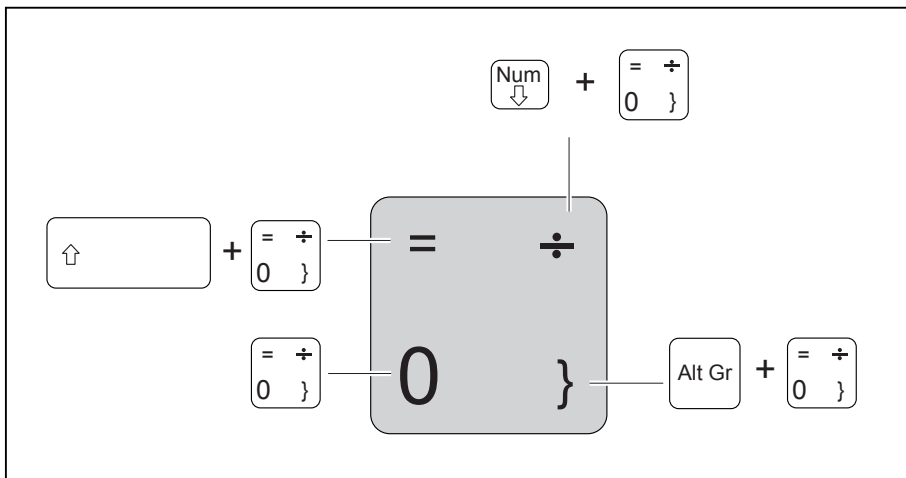 Num + = ÷
0 }
⇧ + = ÷
0 }
= ÷
0 }
= ÷
0 }
Alt Gr + = ÷
0 }